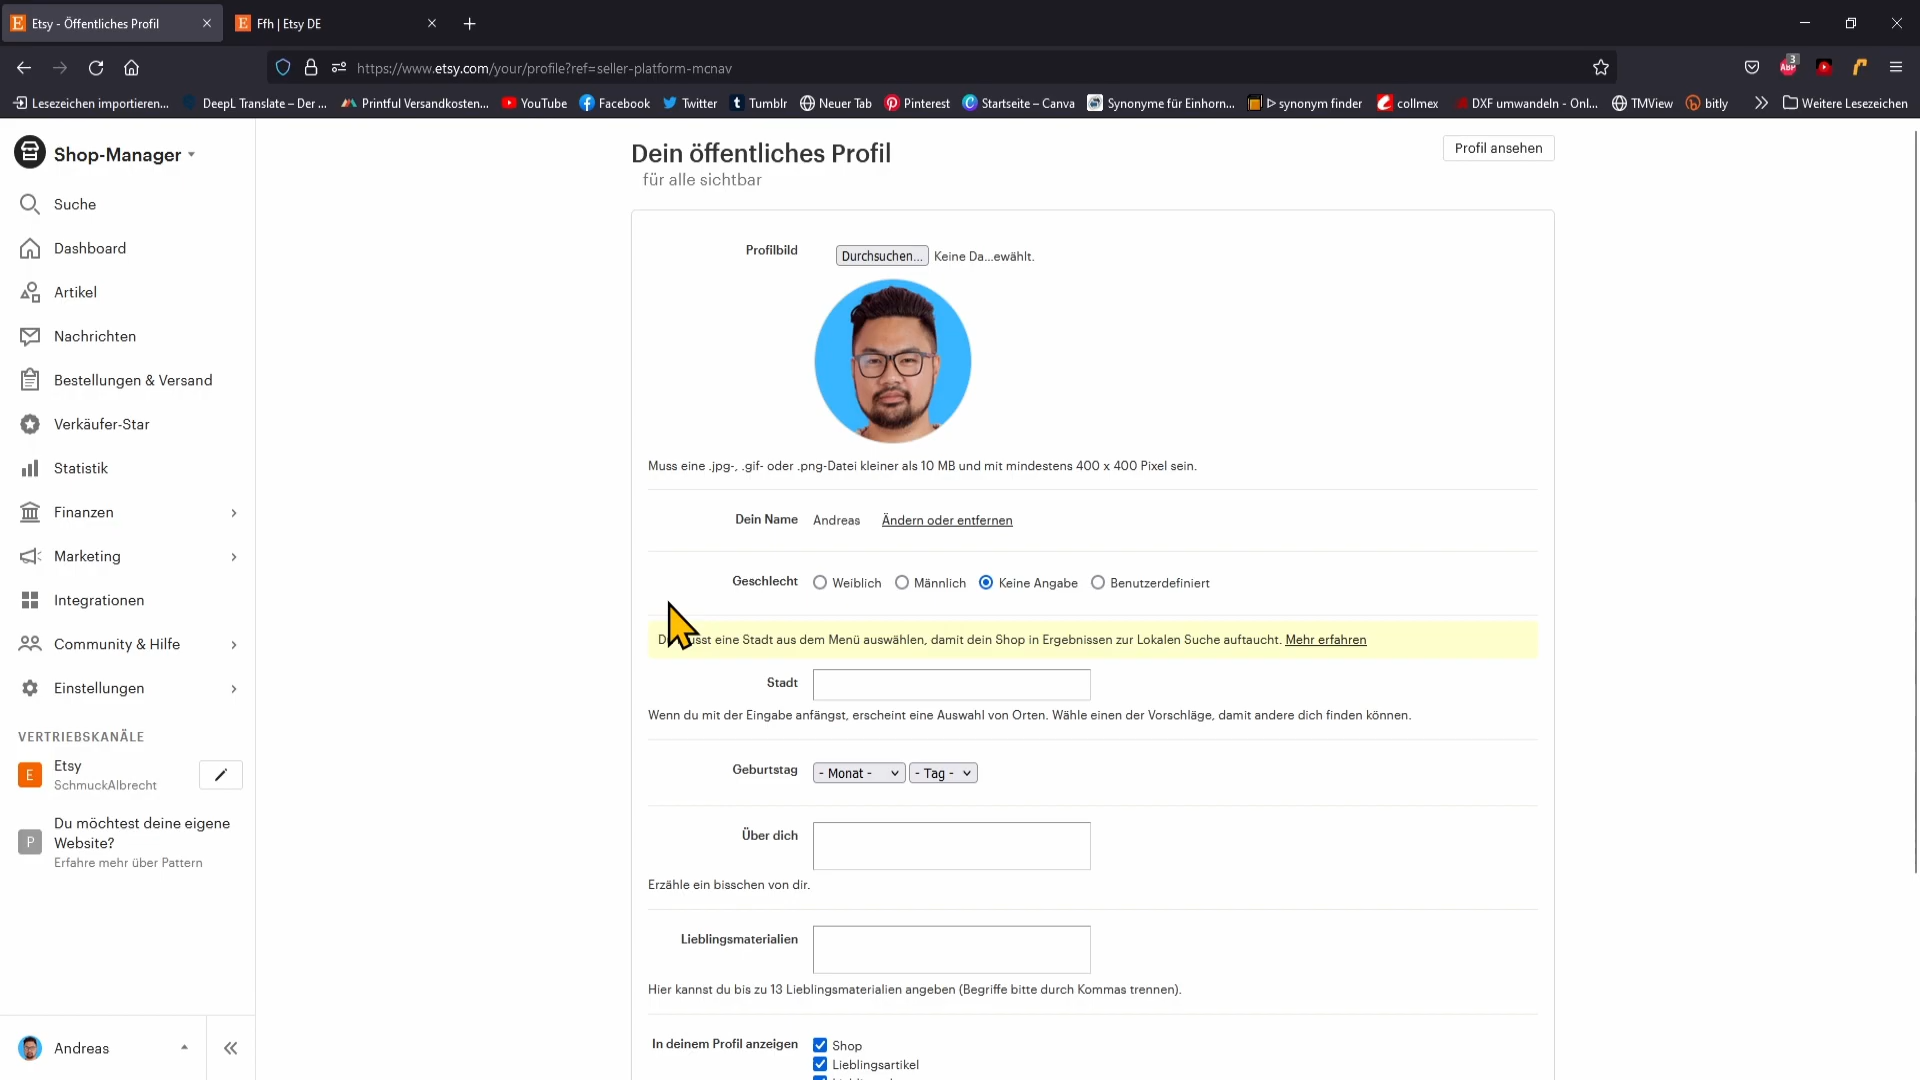 Etsy - Öffentliches Profil
Ffh | Etsy DE
https://www.etsy.com/your/profile?ref=seller-platform-mcnav
3
ABP
Lesezeichen importieren...
DeepL Translate – Der ...
Printful Versandkosten...
YouTube
Facebook
Twitter
Tumblr
Neuer Tab
Pinterest
Startseite – Canva
Synonyme für Einhorn...
ᐅ synonym finder
collmex
DXF umwandeln - Onl...
TMView
bitly
Weitere Lesezeichen
Shop-Manager
Suche
Dashboard
Artikel
Nachrichten
Bestellungen & Versand
Verkäufer-Star
Statistik
Finanzen
Marketing
Integrationen
Community & Hilfe
Einstellungen
VERTRIEBSKANÄLE
E
Etsy
SchmuckAlbrecht
P
Du möchtest deine eigene
Website?
Erfahre mehr über Pattern
Andreas
Dein öffentliches Profil
für alle sichtbar
Profil ansehen
Profilbild
Durchsuchen... Keine Da...ewählt.
Muss eine .jpg-, .gif- oder .png-Datei kleiner als 10 MB und mit mindestens 400 x 400 Pixel sein.
Dein Name Andreas Ändern oder entfernen
Geschlecht Weiblich Männlich Keine Angabe Benutzerdefiniert
eine Stadt aus dem Menü auswählen, damit dein Shop in Ergebnissen zur Lokalen Suche auftaucht. Mehr erfahren
Stadt
Wenn du mit der Eingabe anfängst, erscheint eine Auswahl von Orten. Wähle einen der Vorschläge, damit andere dich finden können.
Geburtstag - Monat - - Tag -
Über dich
Erzähle ein bisschen von dir.
Lieblingsmaterialien
Hier kannst du bis zu 13 Lieblingsmaterialien angeben (Begriffe bitte durch Kommas trennen).
In deinem Profil anzeigen Shop
Lieblingsartikel